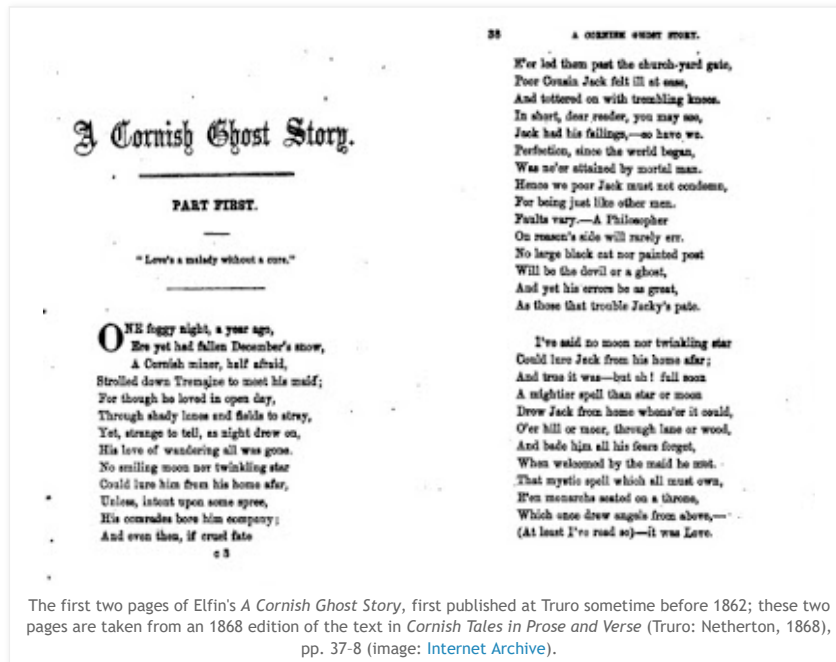 A Cornish Ghost Story.
PART FIRST.
"Love's a malady without a cure."
ONE foggy night, a year ago,
Ere yet had fallen December's snow,
A Cornish miner, half afraid,
Strolled down Tremaine to meet his maid;
For though he loved in open day,
Through shady lanes and fields to stray,
Yet, strange to tell, as night drew on,
His love of wandering all was gone.
No smiling moon nor twinkling star
Could lure him from his home afar,
Unless, intent upon some spree,
His comrades bore him company;
And even then, if cruel fate
C 3
38 A CORNISH GHOST STORY.
E'er led them past the church-yard gate,
Poor Cousin Jack felt ill at ease,
And tottered on with trembling knees.
In short, dear reader, you may see,
Jack had his failings,—so have we.
Perfection, since the world began,
Was ne'er attained by mortal man.
Hence we poor Jack must not condemn,
For being just like other men.
Faults vary.—A Philosopher
On reason's side will rarely err.
No large black cat nor painted post
Will be the devil or a ghost,
And yet his errors be as great,
As those that trouble Jacky's pate.
I've said no moon nor twinkling star
Could lure Jack from his home afar;
And true it was—but oh! full soon
A mightier spell than star or moon
Drew Jack from home whene'er it could,
O'er hill or moor, through lane or wood,
And bade him all his fears forget,
When welcomed by the maid he met.
That mystic spell which all must own,
E'en monarchs seated on a throne,
Which once drew angels from above,—
(At least I've read so)—it was Love.
The first two pages of Elfin's A Cornish Ghost Story, first published at Truro sometime before 1862; these two
pages are taken from an 1868 edition of the text in Cornish Tales in Prose and Verse (Truro: Netherton, 1868),
pp. 37-8 (image: Internet Archive).